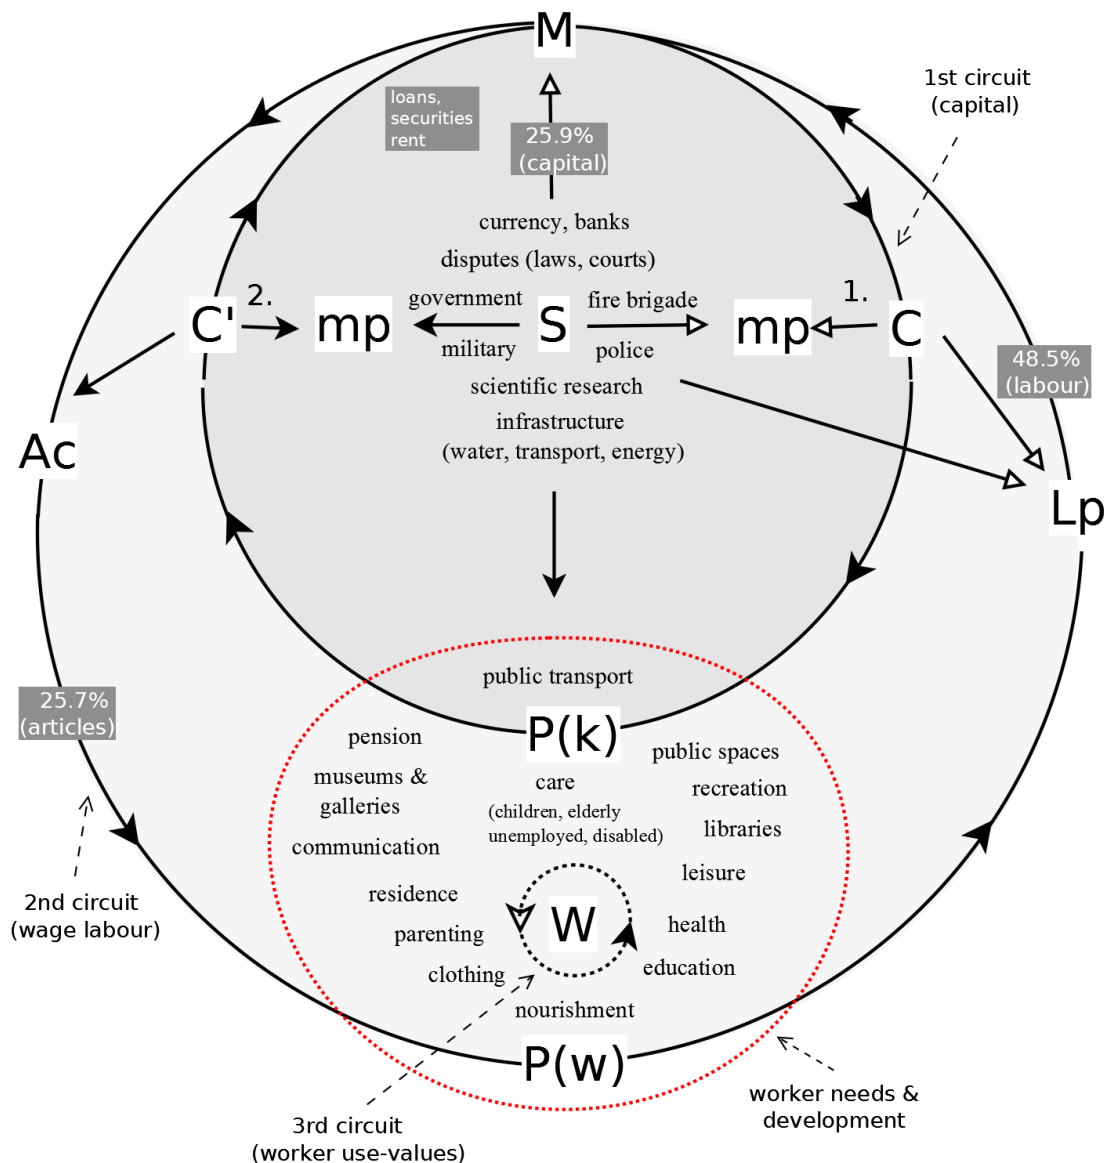 M
1st circuit
(capital)
loans,
securities
rent
25.9%
(capital)
currency, banks
disputes (laws, courts)
government
fire brigade
2.
1.
C'
mp
S
mp
C
military
police
48.5%
(labour)
scientific research
infrastructure
(water, transport, energy)
Ac
Lp
public transport
25.7%
(articles)
P(k)
pension
public spaces
museums &
galleries
care
recreation
(children, elderly
unemployed, disabled)
libraries
communication
leisure
residence
2nd circuit
(wage labour)
W
health
parenting
education
clothing
nourishment
P(w)
worker needs &
development
3rd circuit
(worker use-values)